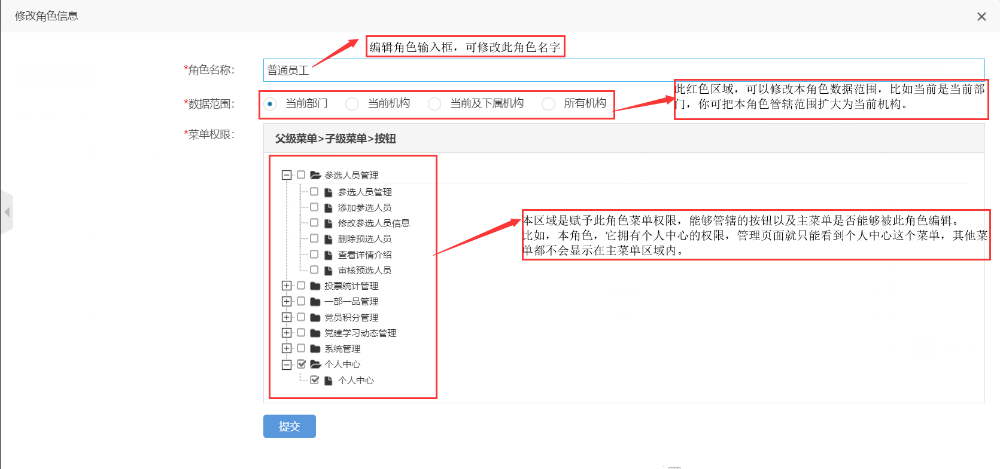 修改角色信息
编辑角色输入框，可修改此角色名字
*角色名称：
普通员工
*数据范围：
当前部门
当前机构
当前及下属机构
所有机构
此红色区域，可以修改本角色数据范围，比如当前是当前部
门，你可把本角色管辖范围扩大为当前机构。
*菜单权限：
父级菜单>子级菜单>按钮
参选人员管理
参选人员管理
添加参选人员
修改参选人员信息
删除预选人员
查看详情介绍
审核预选人员
投票统计管理
一部一品管理
党员积分管理
党建学习动态管理
系统管理
个人中心
个人中心
本区域是赋予此角色菜单权限，能够管辖的按钮以及主菜单是否能够被此角色编辑。
比如，本角色，它拥有个人中心的权限，管理页面就只能看到个人中心这个菜单，其他菜
单都不会显示在主菜单区域内。
提交